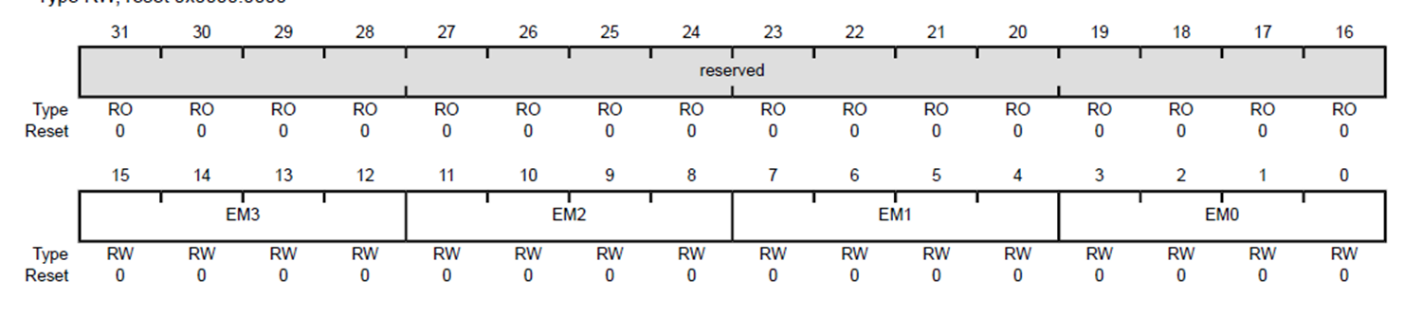 Type RW, reset 0x0000.0000
31 30 29 28 27 26 25 24 23 22 21 20 19 18 17 16
reserved
Type RO RO RO RO RO RO RO RO RO RO RO RO RO RO RO RO
Reset 0 0 0 0 0 0 0 0 0 0 0 0 0 0 0 0
15 14 13 12 11 10 9 8 7 6 5 4 3 2 1 0
EM3 EM2 EM1 EM0
Type RW RW RW RW RW RW RW RW RW RW RW RW RW RW RW RW
Reset 0 0 0 0 0 0 0 0 0 0 0 0 0 0 0 0